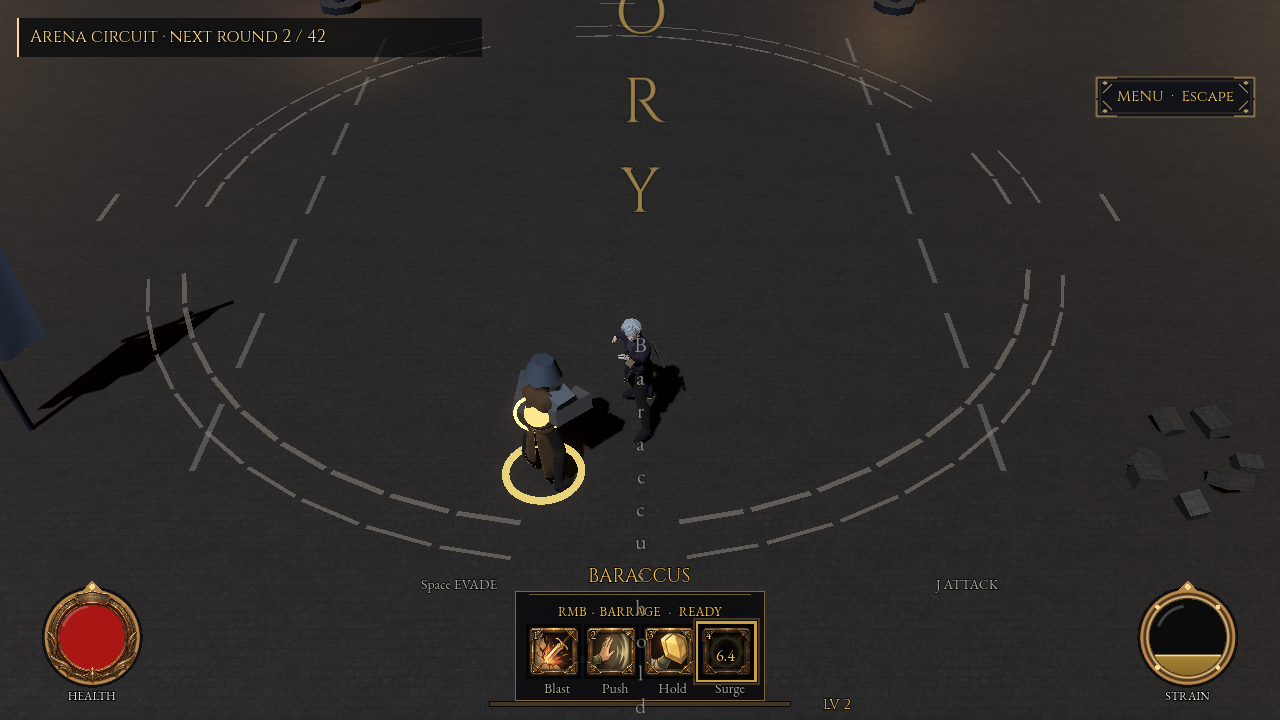 ARENA CIRCUIT · NEXT ROUND 2 / 42
MENU · ESCAPE
O
R
Y
B
a
r
a
c
c
u
h
o
l
d
Space EVADE
BARACCUS
J ATTACK
RMB · BARRAGE · READY
1
2
3
4
6.4
Blast
Push
Hold
Surge
HEALTH
STRAIN
LV 2